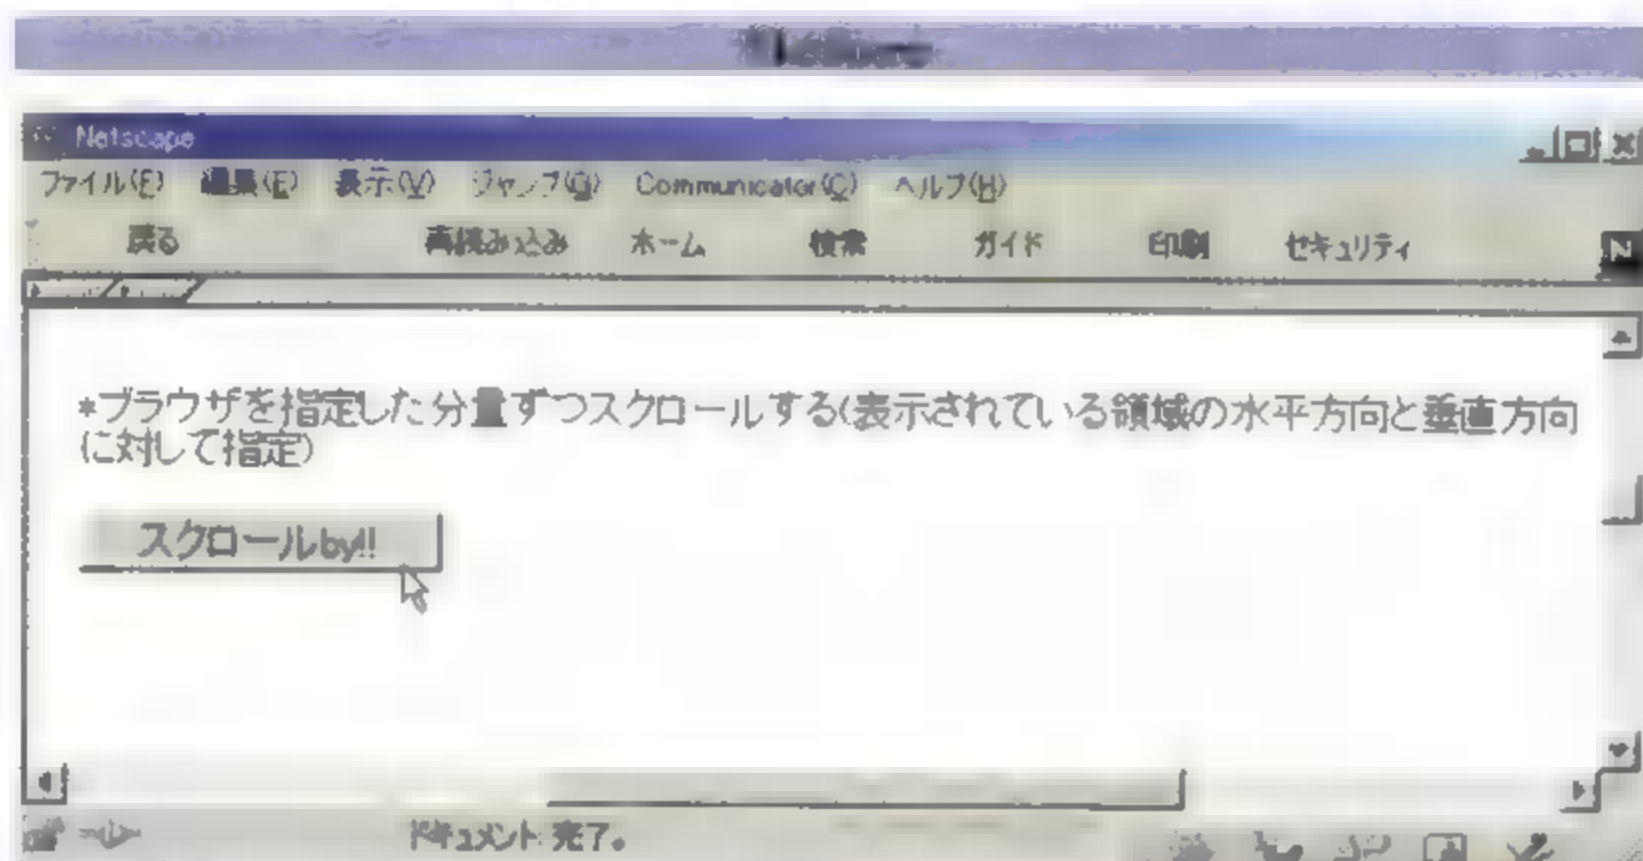 Netscape
ファイル(F) 編集(E) 表示(V) ジャンプ(G) Communicator(C) ヘルプ(H)
戻る 再読み込み ホーム 検索 ガイド 印刷 セキュリティ
N
*ブラウザを指定した分量ずつスクロールする(表示されている領域の水平方向と垂直方向
に対して指定)
スクロールby!!
ドキュメント: 完了。